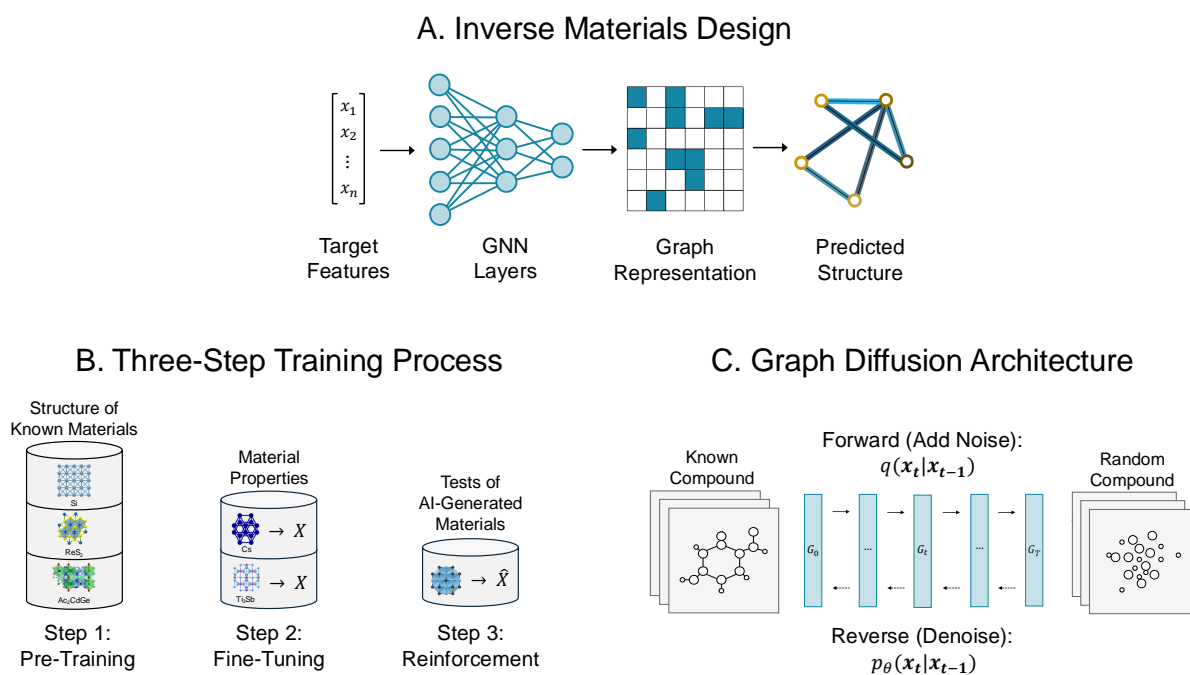 A. Inverse Materials Design
x₁
x₂
⋮
xₙ
Target
Features
GNN
Layers
Graph
Representation
Predicted
Structure
B. Three-Step Training Process
Structure of
Known Materials
Si
ReS₂
Ac₂CdGe
Step 1:
Pre-Training
Material
Properties
Cs → X
Ti₃Sb → X
Step 2:
Fine-Tuning
Tests of
AI-Generated
Materials
→ X̂
Step 3:
Reinforcement
C. Graph Diffusion Architecture
Known
Compound
Forward (Add Noise):
q(xₜ|xₜ₋₁)
G₀ ... Gₜ ... G_T
Reverse (Denoise):
p_θ(xₜ|xₜ₋₁)
Random
Compound